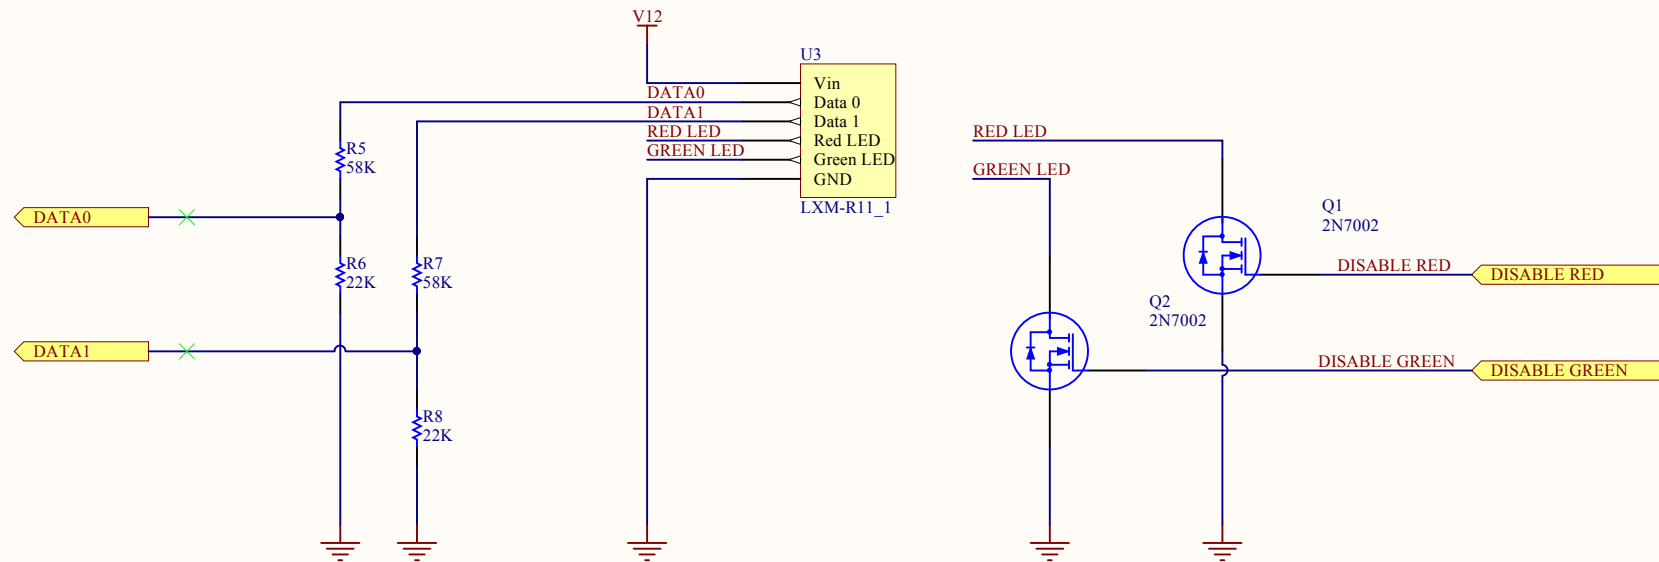 V12
U3
Vin
DATA0
Data 0
DATA1
Data 1
RED LED
Red LED
GREEN LED
Green LED
GND
LXM-R11_1
R5
58K
DATA0
R6
22K
R7
58K
DATA1
R8
22K
RED LED
GREEN LED
Q1
2N7002
DISABLE RED
DISABLE RED
Q2
2N7002
DISABLE GREEN
DISABLE GREEN